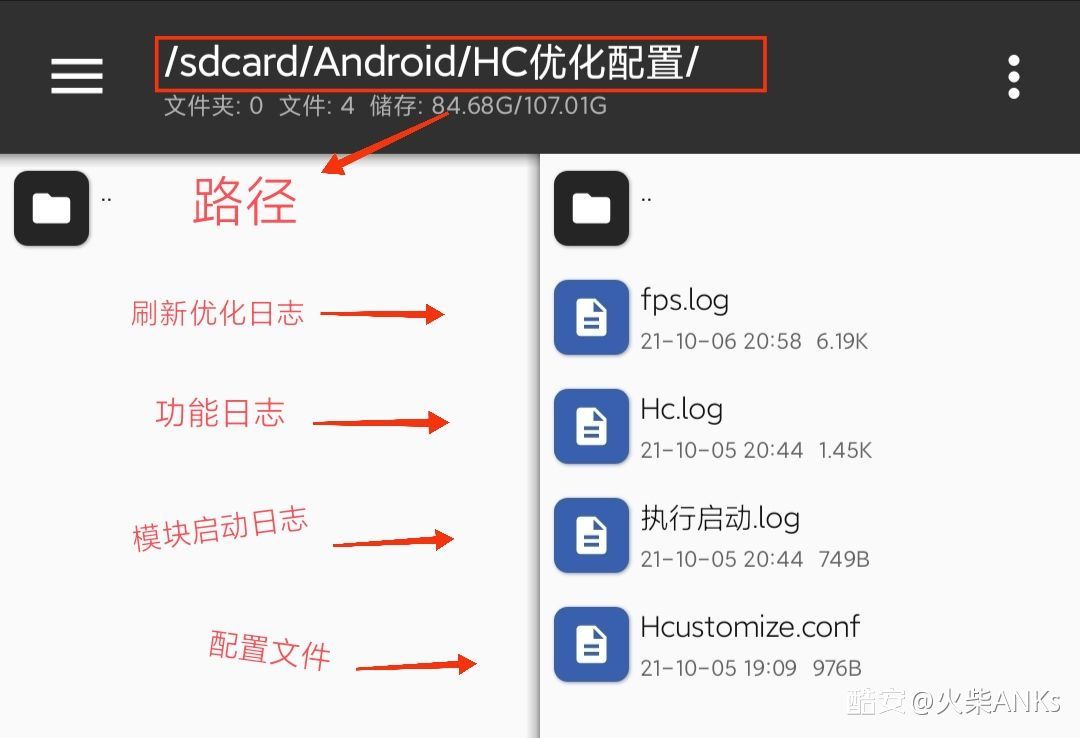 /sdcard/Android/HC优化配置/
文件夹: 0 文件: 4 储存: 84.68G/107.01G
..
路径
..
刷新优化日志
fps.log
21-10-06 20:58 6.19K
功能日志
Hc.log
21-10-05 20:44 1.45K
模块启动日志
执行启动.log
21-10-05 20:44 749B
配置文件
Hcustomize.conf
21-10-05 19:09 976B
酷安@火柴ANKs